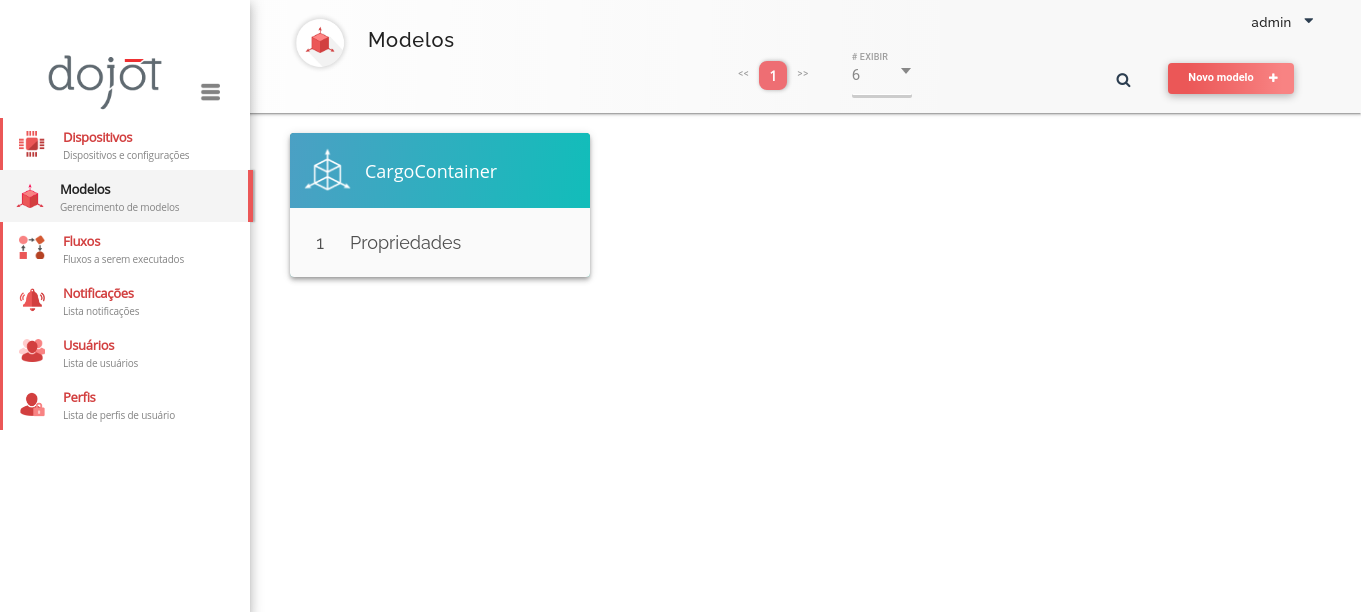 dojot
Dispositivos
Dispositivos e configurações
Modelos
Gerencimento de modelos
Fluxos
Fluxos a serem executados
Notificações
Lista notificações
Usuários
Lista de usuários
Perfis
Lista de perfis de usuário
Modelos
admin
<< 1 >>
# EXIBIR
6
Novo modelo +
CargoContainer
1 Propriedades